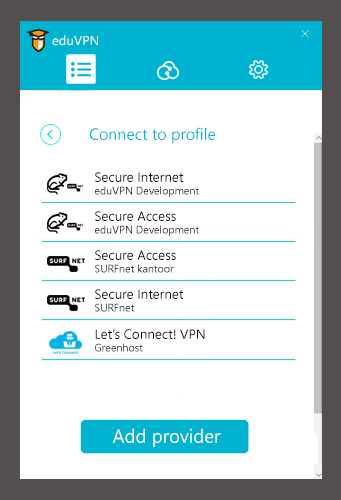 eduVPN
Connect to profile
Secure Internet
eduVPN Development
Secure Access
eduVPN Development
SURF NET
Secure Access
SURFnet kantoor
SURF NET
Secure Internet
SURFnet
Let's Connect! VPN
Let's Connect!
Greenhost
Add provider